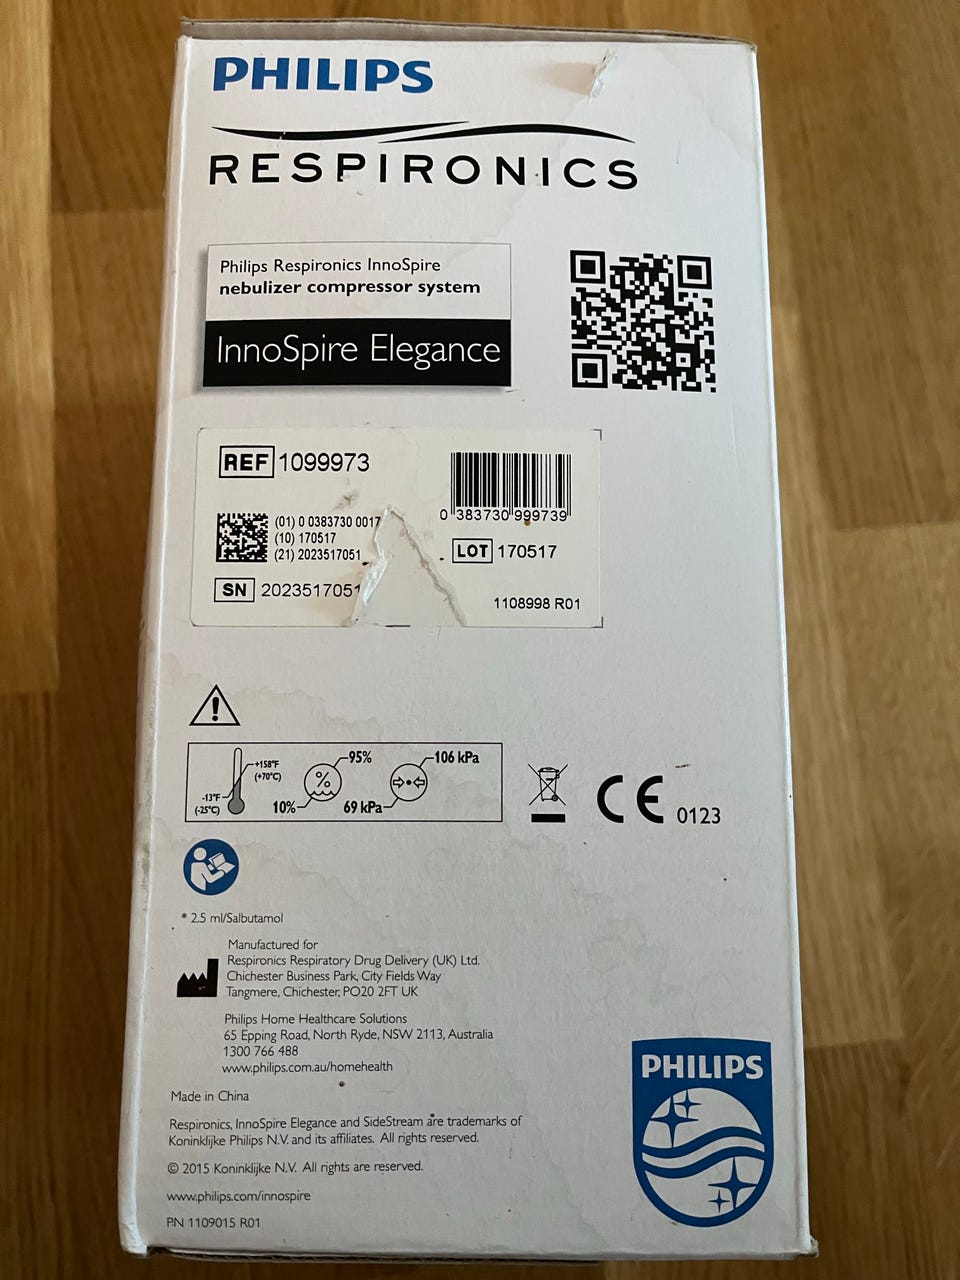 PHILIPS
RESPIRONICS
Philips Respironics InnoSpire
nebulizer compressor system
InnoSpire Elegance
REF 1099973
0 383730 999739
(01) 0 0383730 0017
(10) 170517
(21) 2023517051
LOT 170517
SN 2023517051
1108998 R01
+158°F
(+70°C)
-13°F
(-25°C)
%
95%
10%
106 kPa
69 kPa
CE 0123
* 2.5 ml/Salbutamol
Manufactured for
Respironics Respiratory Drug Delivery (UK) Ltd.
Chichester Business Park, City Fields Way
Tangmere, Chichester, PO20 2FT UK
Philips Home Healthcare Solutions
65 Epping Road, North Ryde, NSW 2113, Australia
1300 766 488
www.philips.com.au/homehealth
Made in China
Respironics, InnoSpire Elegance and SideStream are trademarks of
Koninklijke Philips N.V. and its affiliates. All rights reserved.
© 2015 Koninklijke N.V. All rights are reserved.
www.philips.com/innospire
PN 1109015 R01
PHILIPS